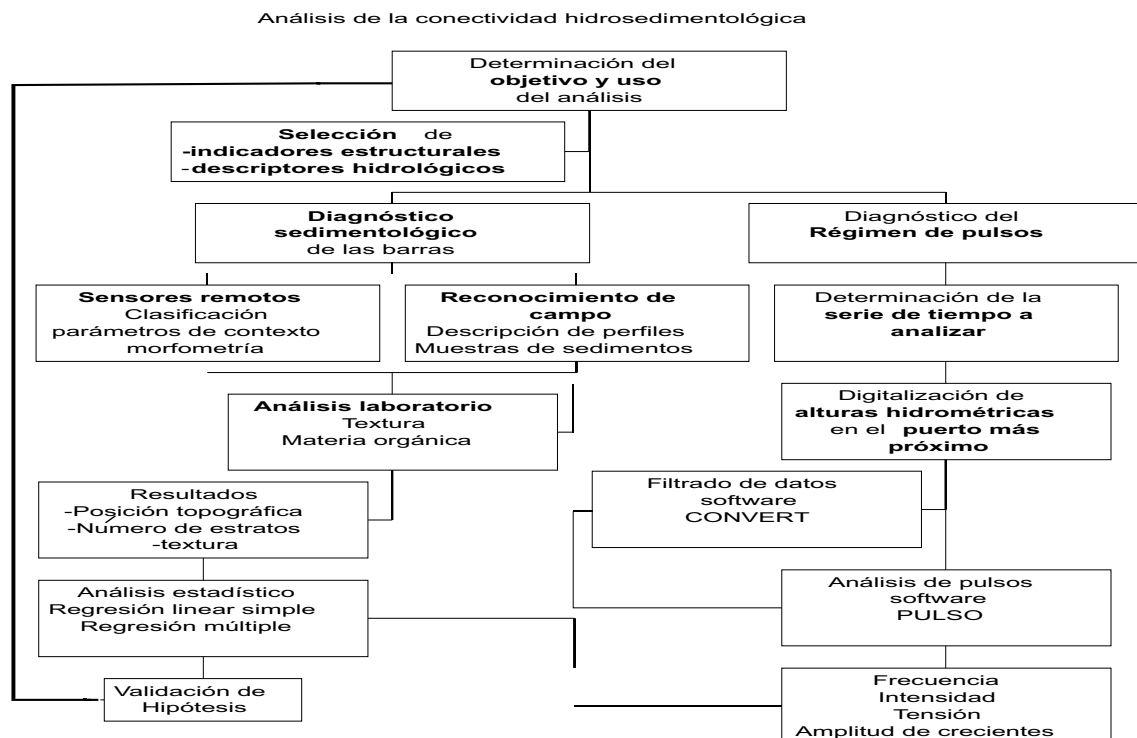 Análisis de la conectividad hidrosedimentológica
Determinación del
objetivo y uso
del análisis
Selección de
-indicadores estructurales
-descriptores hidrológicos
Diagnóstico
sedimentológico
de las barras
Diagnóstico del
Régimen de pulsos
Sensores remotos
Clasificación
parámetros de contexto
morfometría
Reconocimiento de
campo
Descripción de perfiles
Muestras de sedimentos
Determinación de la
serie de tiempo a
analizar
Análisis laboratorio
Textura
Materia orgánica
Digitalización de
alturas hidrométricas
en el puerto más
próximo
Resultados
-Posición topográfica
-Número de estratos
-textura
Filtrado de datos
software
CONVERT
Análisis estadístico
Regresión linear simple
Regresión múltiple
Análisis de pulsos
software
PULSO
Validación de
Hipótesis
Frecuencia
Intensidad
Tensión
Amplitud de crecientes